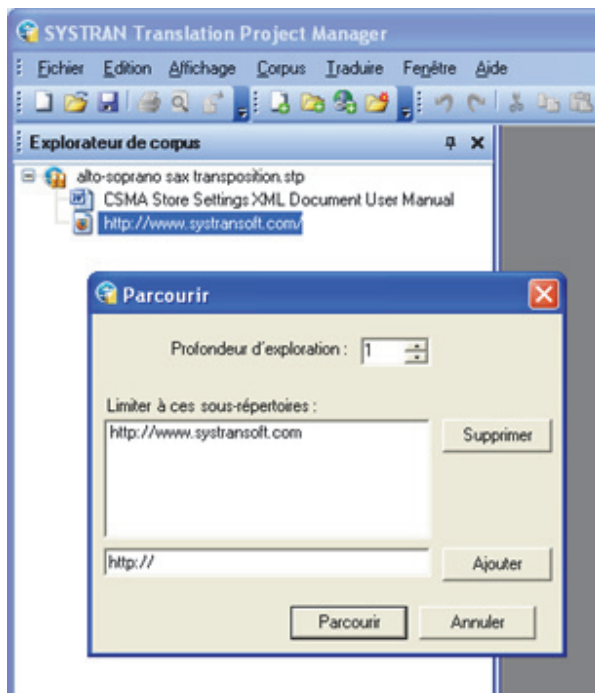 SYSTRAN Translation Project Manager
Fichier Edition Affichage Corpus Traduire Fenêtre Aide
Explorateur de corpus
alto-soprano sax transposition.stp
CSMA Store Settings XML Document User Manual
http://www.systransoft.com/
Parcourir
Profondeur d'exploration : 1
Limiter à ces sous-répertoires :
http://www.systransoft.com
Supprimer
http://
Ajouter
Parcourir Annuler